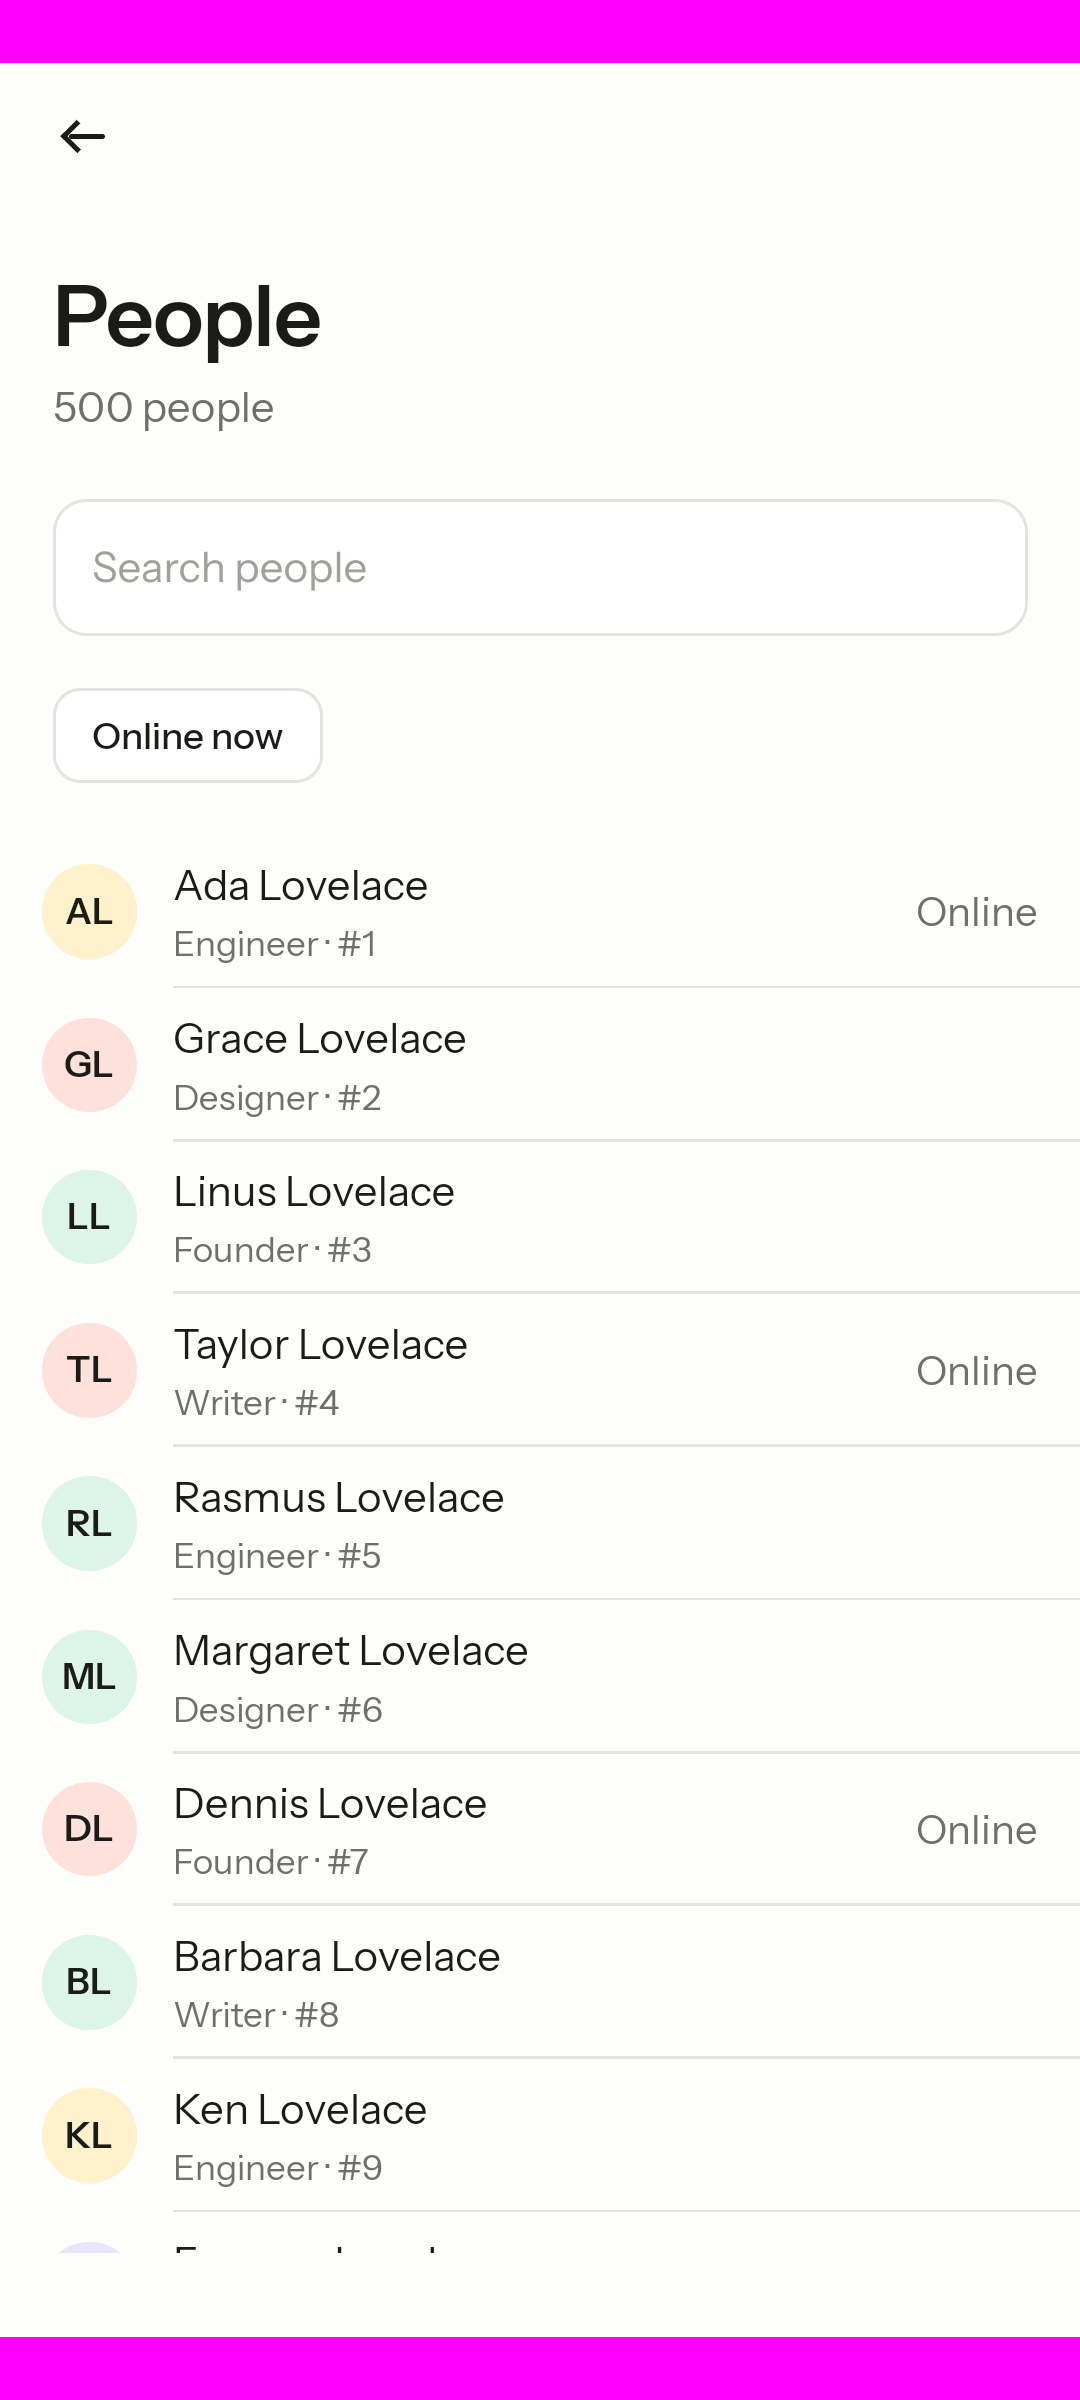 People
500 people
Search people
Online now
AL
Ada Lovelace
Engineer · #1
Online
GL
Grace Lovelace
Designer · #2
LL
Linus Lovelace
Founder · #3
TL
Taylor Lovelace
Writer · #4
Online
RL
Rasmus Lovelace
Engineer · #5
ML
Margaret Lovelace
Designer · #6
DL
Dennis Lovelace
Founder · #7
Online
BL
Barbara Lovelace
Writer · #8
KL
Ken Lovelace
Engineer · #9